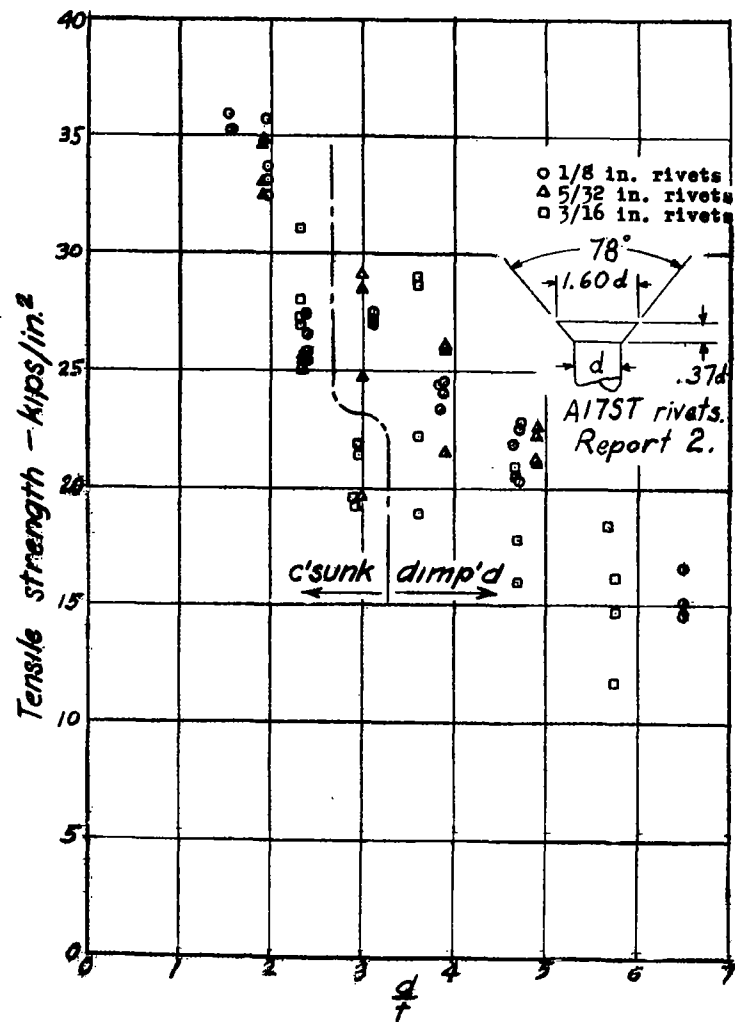 40
35
30
25
20
15
10
5
0
Tensile strength – kips/in.²
0 1 2 3 4 5 6 7
d/t
1/8 in. rivets
5/32 in. rivets
3/16 in. rivets
78°
1.60 d
d
.37d
A17ST rivets.
Report 2.
c'sunk dimp'd